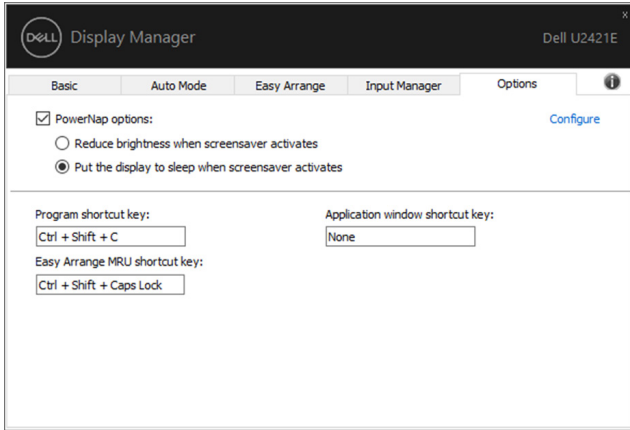 x
DELL Display Manager Dell U2421E
Basic Auto Mode Easy Arrange Input Manager Options i
PowerNap options: Configure
Reduce brightness when screensaver activates
Put the display to sleep when screensaver activates
Program shortcut key: Application window shortcut key:
Ctrl + Shift + C None
Easy Arrange MRU shortcut key:
Ctrl + Shift + Caps Lock